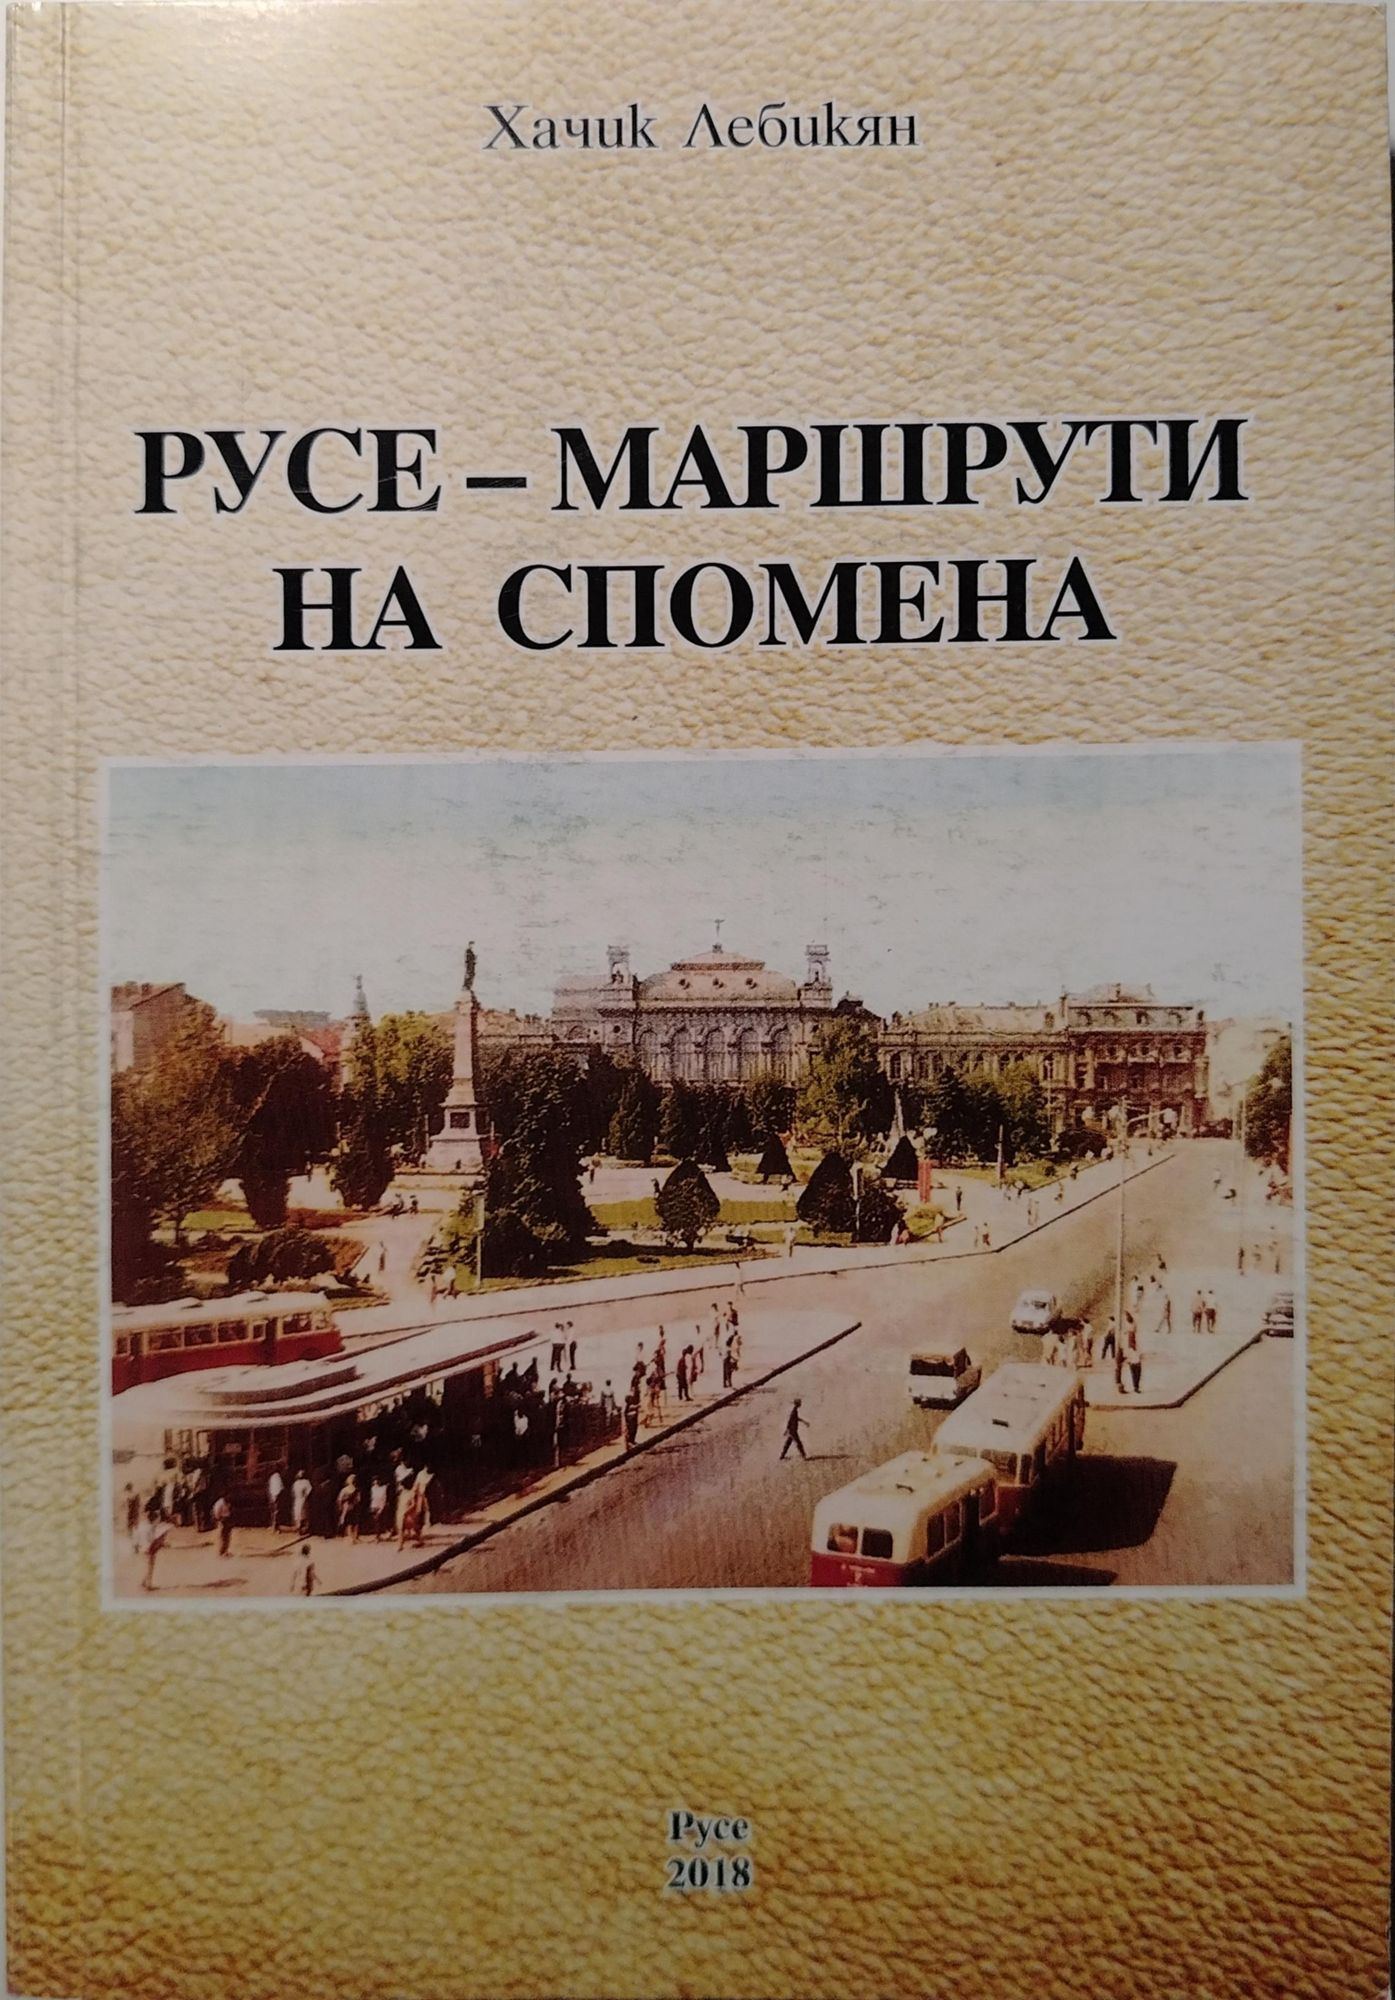 Хачик Лебикян
РУСЕ – МАРШРУТИ
НА СПОМЕНА
Русе
2018